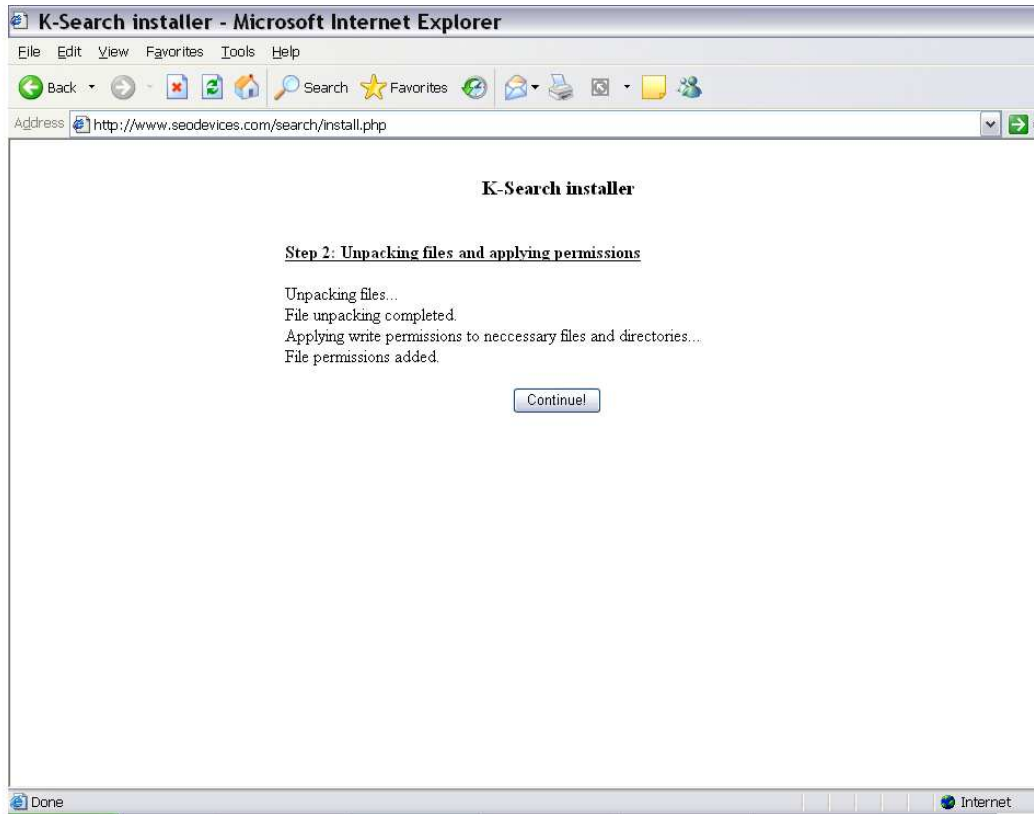 K-Search installer - Microsoft Internet Explorer
File Edit View Favorites Tools Help
Back Search Favorites
Address http://www.seodevices.com/search/install.php
K-Search installer
Step 2: Unpacking files and applying permissions
Unpacking files...
File unpacking completed.
Applying write permissions to neccessary files and directories...
File permissions added.
Continue!
Done Internet